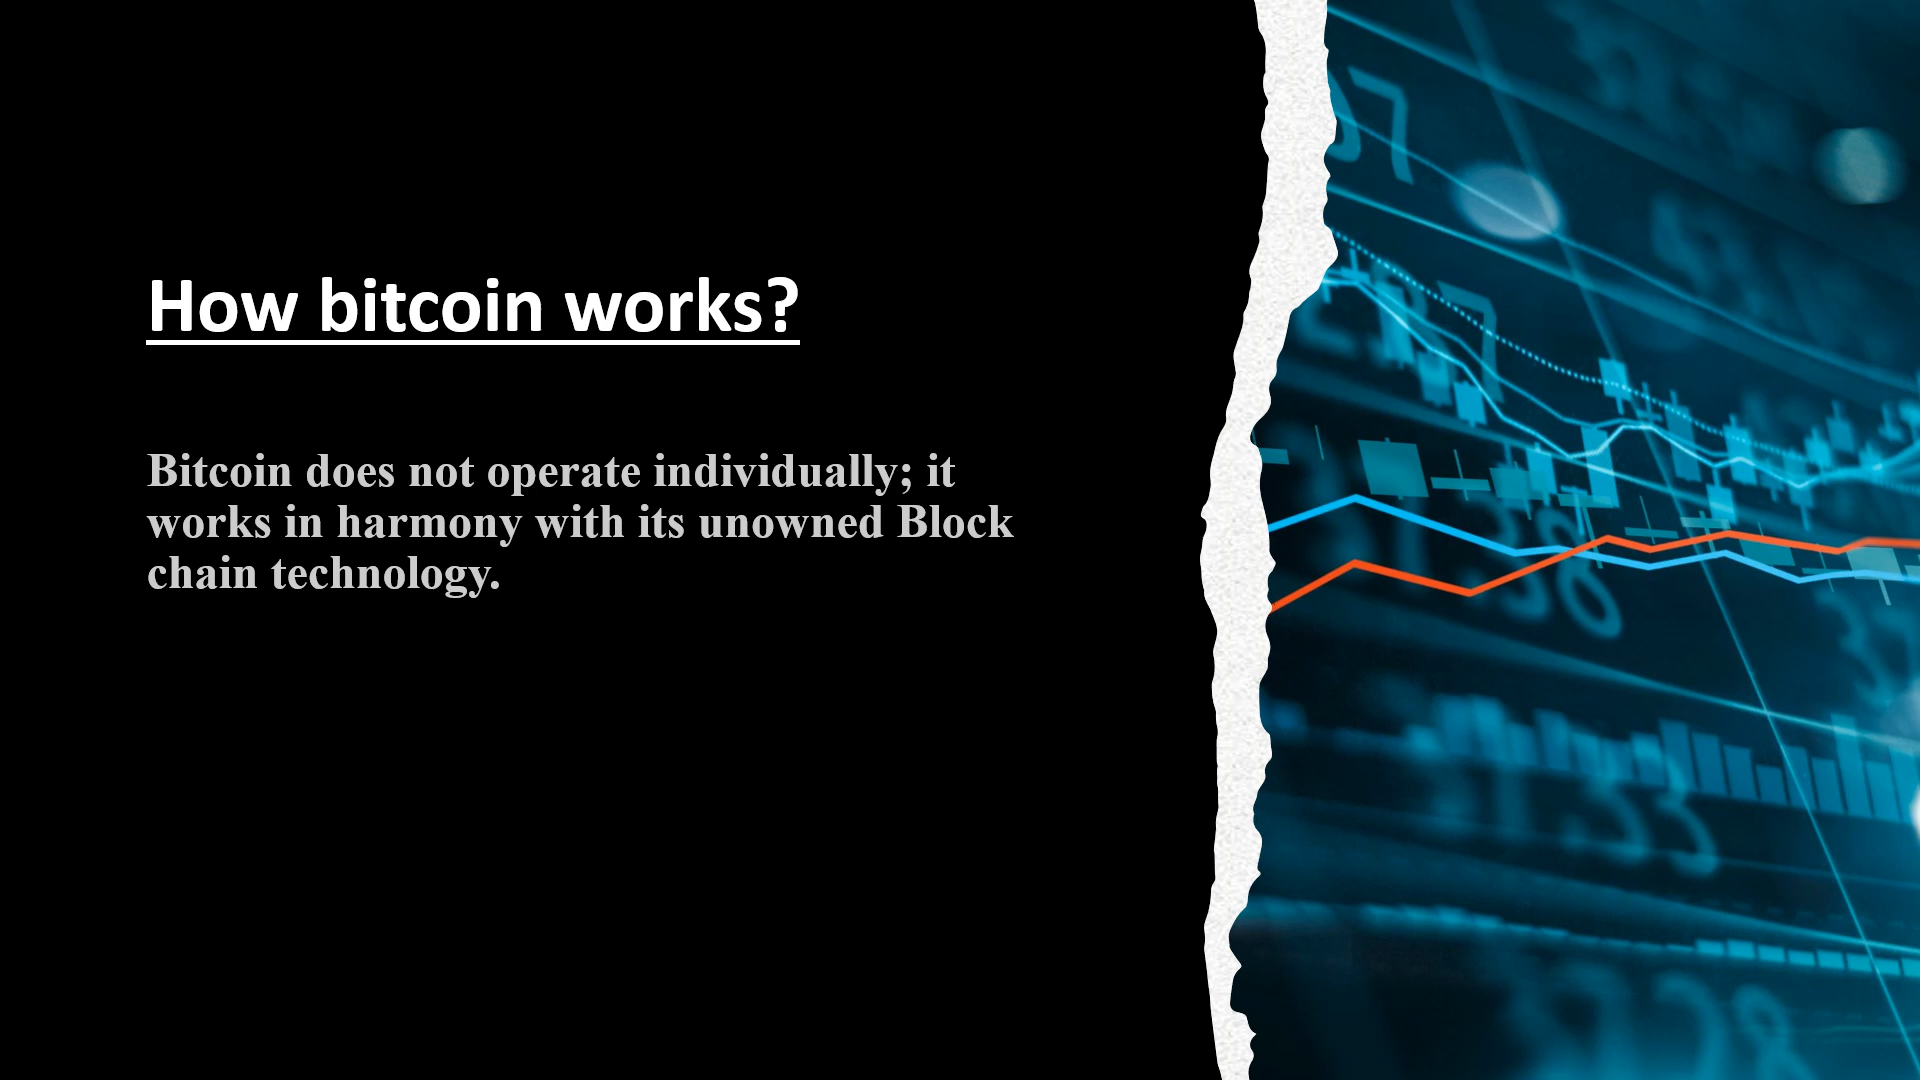 How bitcoin works?
Bitcoin does not operate individually; it
works in harmony with its unowned Block
chain technology.